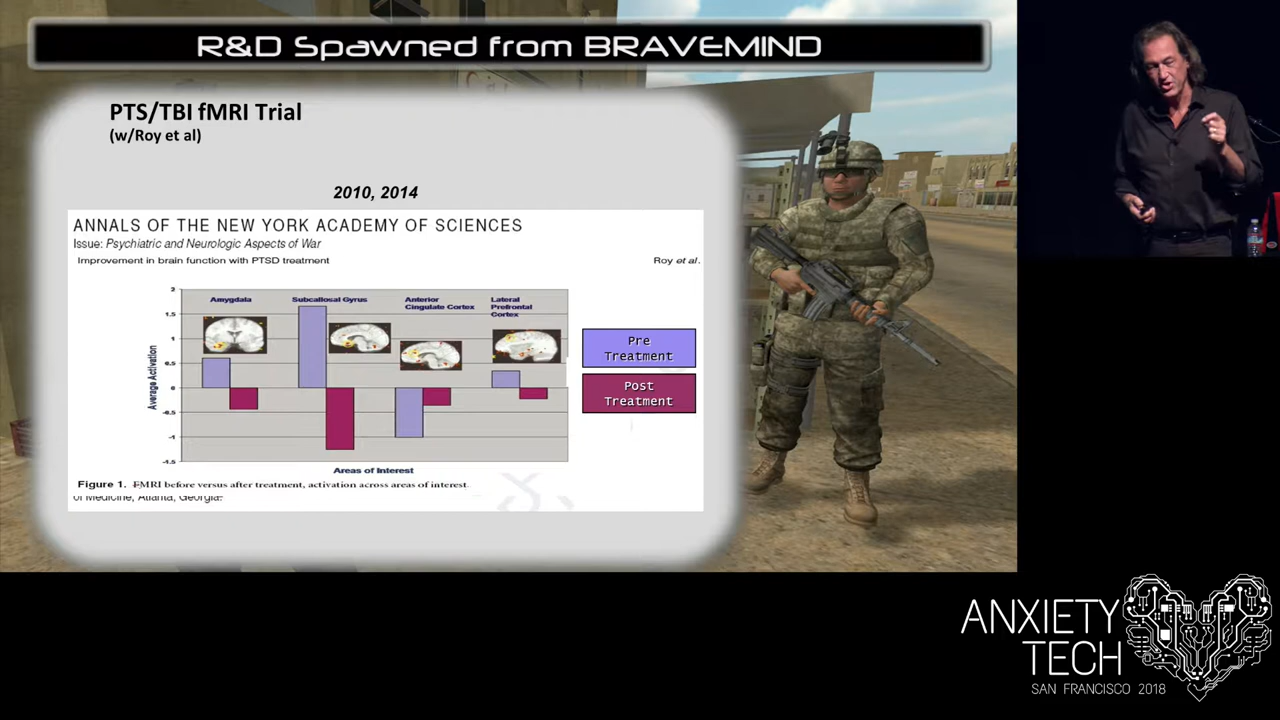 R&D Spawned from BRAVEMIND
PTS/TBI fMRI Trial
(w/Roy et al)
2010, 2014
ANNALS OF THE NEW YORK ACADEMY OF SCIENCES
Issue: Psychiatric and Neurologic Aspects of War
Improvement in brain function with PTSD treatment
Roy et al.
Amygdala
Subcallosal Gyrus
Anterior
Cingulate Cortex
Lateral
Prefrontal
Cortex
2
1.5
1
0.5
0
-0.5
-1
-1.5
Average Activation
Areas of Interest
Pre
Treatment
Post
Treatment
Figure 1. FMRI before versus after treatment, activation across areas of interest.
of Medicine, Atlanta, Georgia.
ANXIETY
TECH
SAN FRANCISCO 2018